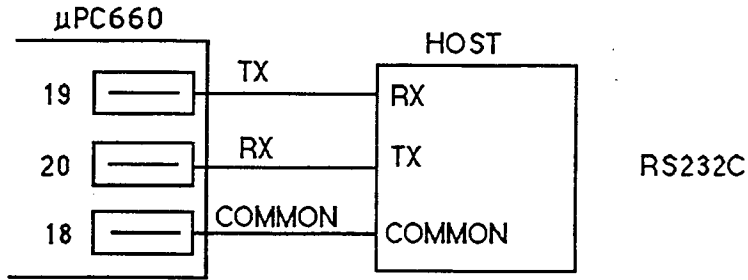 µPC660
HOST
19 TX RX
20 RX TX RS232C
18 COMMON COMMON